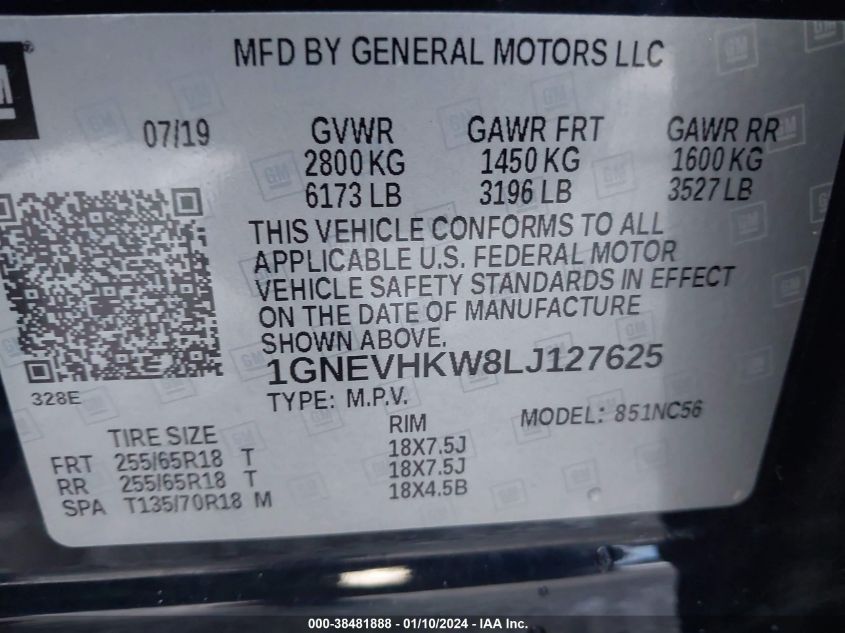 MFD BY GENERAL MOTORS LLC
GM
07/19 GVWR GAWR FRT GAWR RR
2800 KG 1450 KG 1600 KG
6173 LB 3196 LB 3527 LB
THIS VEHICLE CONFORMS TO ALL
APPLICABLE U.S. FEDERAL MOTOR
VEHICLE SAFETY STANDARDS IN EFFECT
ON THE DATE OF MANUFACTURE
SHOWN ABOVE.
1GNEVHKW8LJ127625
328E
TYPE: M.P.V. MODEL: 851NC56
TIRE SIZE RIM
FRT 255/65R18 T 18X7.5J
RR 255/65R18 T 18X7.5J
SPA T135/70R18 M 18X4.5B
000-38481888 - 01/10/2024 - IAA Inc.